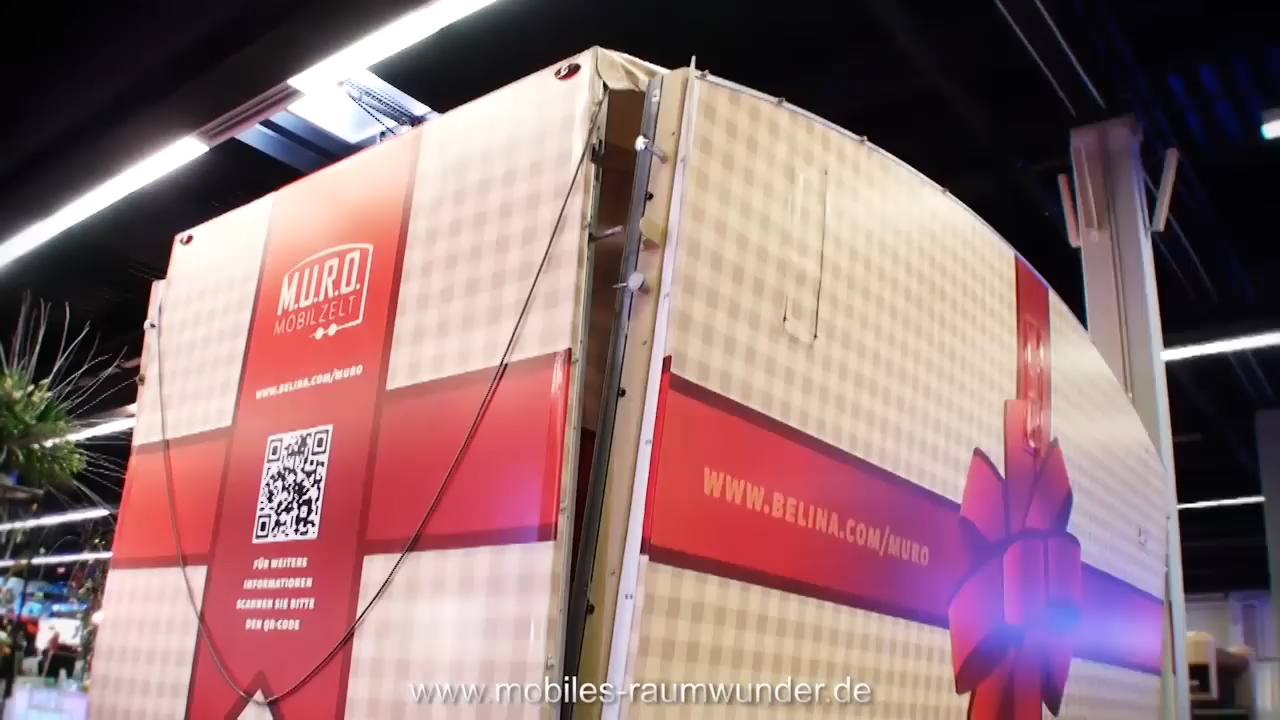 M.U.R.O.
MOBILZELT
WWW.BELINA.COM/MURO
FÜR WEITERE
INFORMATIONEN
SCANNEN SIE BITTE
DEN QR-CODE
WWW.BELINA.COM/MURO
www.mobiles-raumwunder.de